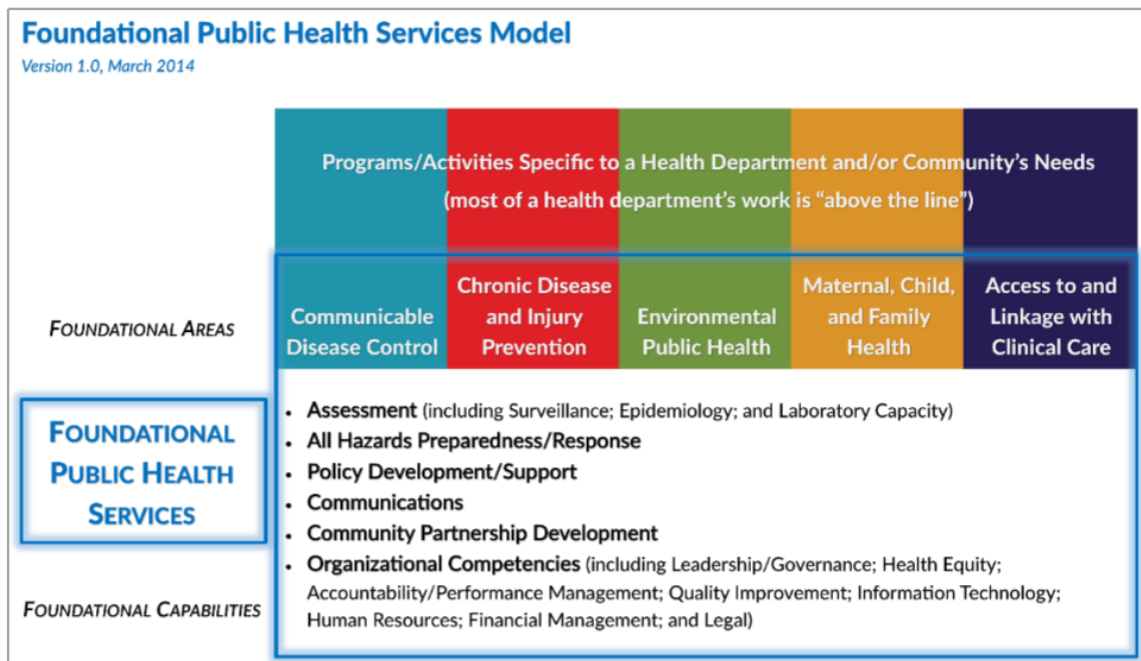 Foundational Public Health Services Model
Version 1.0, March 2014
Programs/Activities Specific to a Health Department and/or Community's Needs
(most of a health department's work is "above the line")
FOUNDATIONAL AREAS
Communicable
Disease Control
Chronic Disease
and Injury
Prevention
Environmental
Public Health
Maternal, Child,
and Family
Health
Access to and
Linkage with
Clinical Care
FOUNDATIONAL
PUBLIC HEALTH
SERVICES
• Assessment (including Surveillance; Epidemiology; and Laboratory Capacity)
• All Hazards Preparedness/Response
• Policy Development/Support
• Communications
• Community Partnership Development
• Organizational Competencies (including Leadership/Governance; Health Equity;
Accountability/Performance Management; Quality Improvement; Information Technology;
Human Resources; Financial Management; and Legal)
FOUNDATIONAL CAPABILITIES